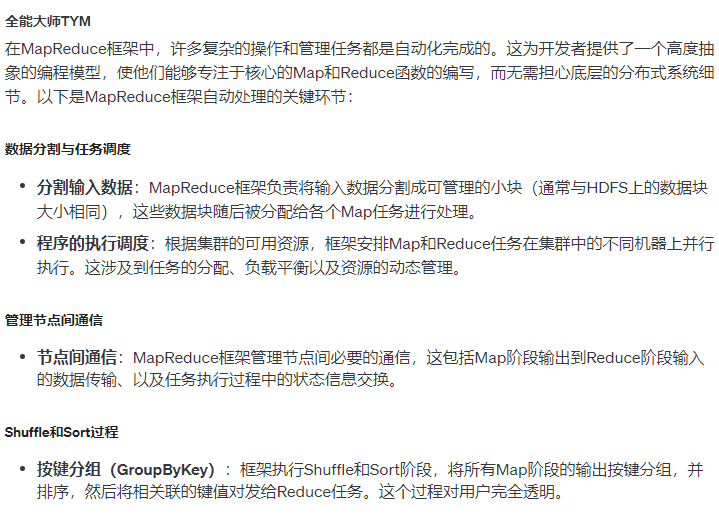 全能大师TYM
在MapReduce框架中，许多复杂的操作和管理任务都是自动化完成的。这为开发者提供了一个高度抽
象的编程模型，使他们能够专注于核心的Map和Reduce函数的编写，而无需担心底层的分布式系统细
节。以下是MapReduce框架自动处理的关键环节：
数据分割与任务调度
• 分割输入数据：MapReduce框架负责将输入数据分割成可管理的小块（通常与HDFS上的数据块
大小相同），这些数据块随后被分配给各个Map任务进行处理。
• 程序的执行调度：根据集群的可用资源，框架安排Map和Reduce任务在集群中的不同机器上并行
执行。这涉及到任务的分配、负载平衡以及资源的动态管理。
管理节点间通信
• 节点间通信：MapReduce框架管理节点间必要的通信，这包括Map阶段输出到Reduce阶段输入
的数据传输、以及任务执行过程中的状态信息交换。
Shuffle和Sort过程
• 按键分组（GroupByKey）：框架执行Shuffle和Sort阶段，将所有Map阶段的输出按键分组，并
排序，然后将相关联的键值对发给Reduce任务。这个过程对用户完全透明。